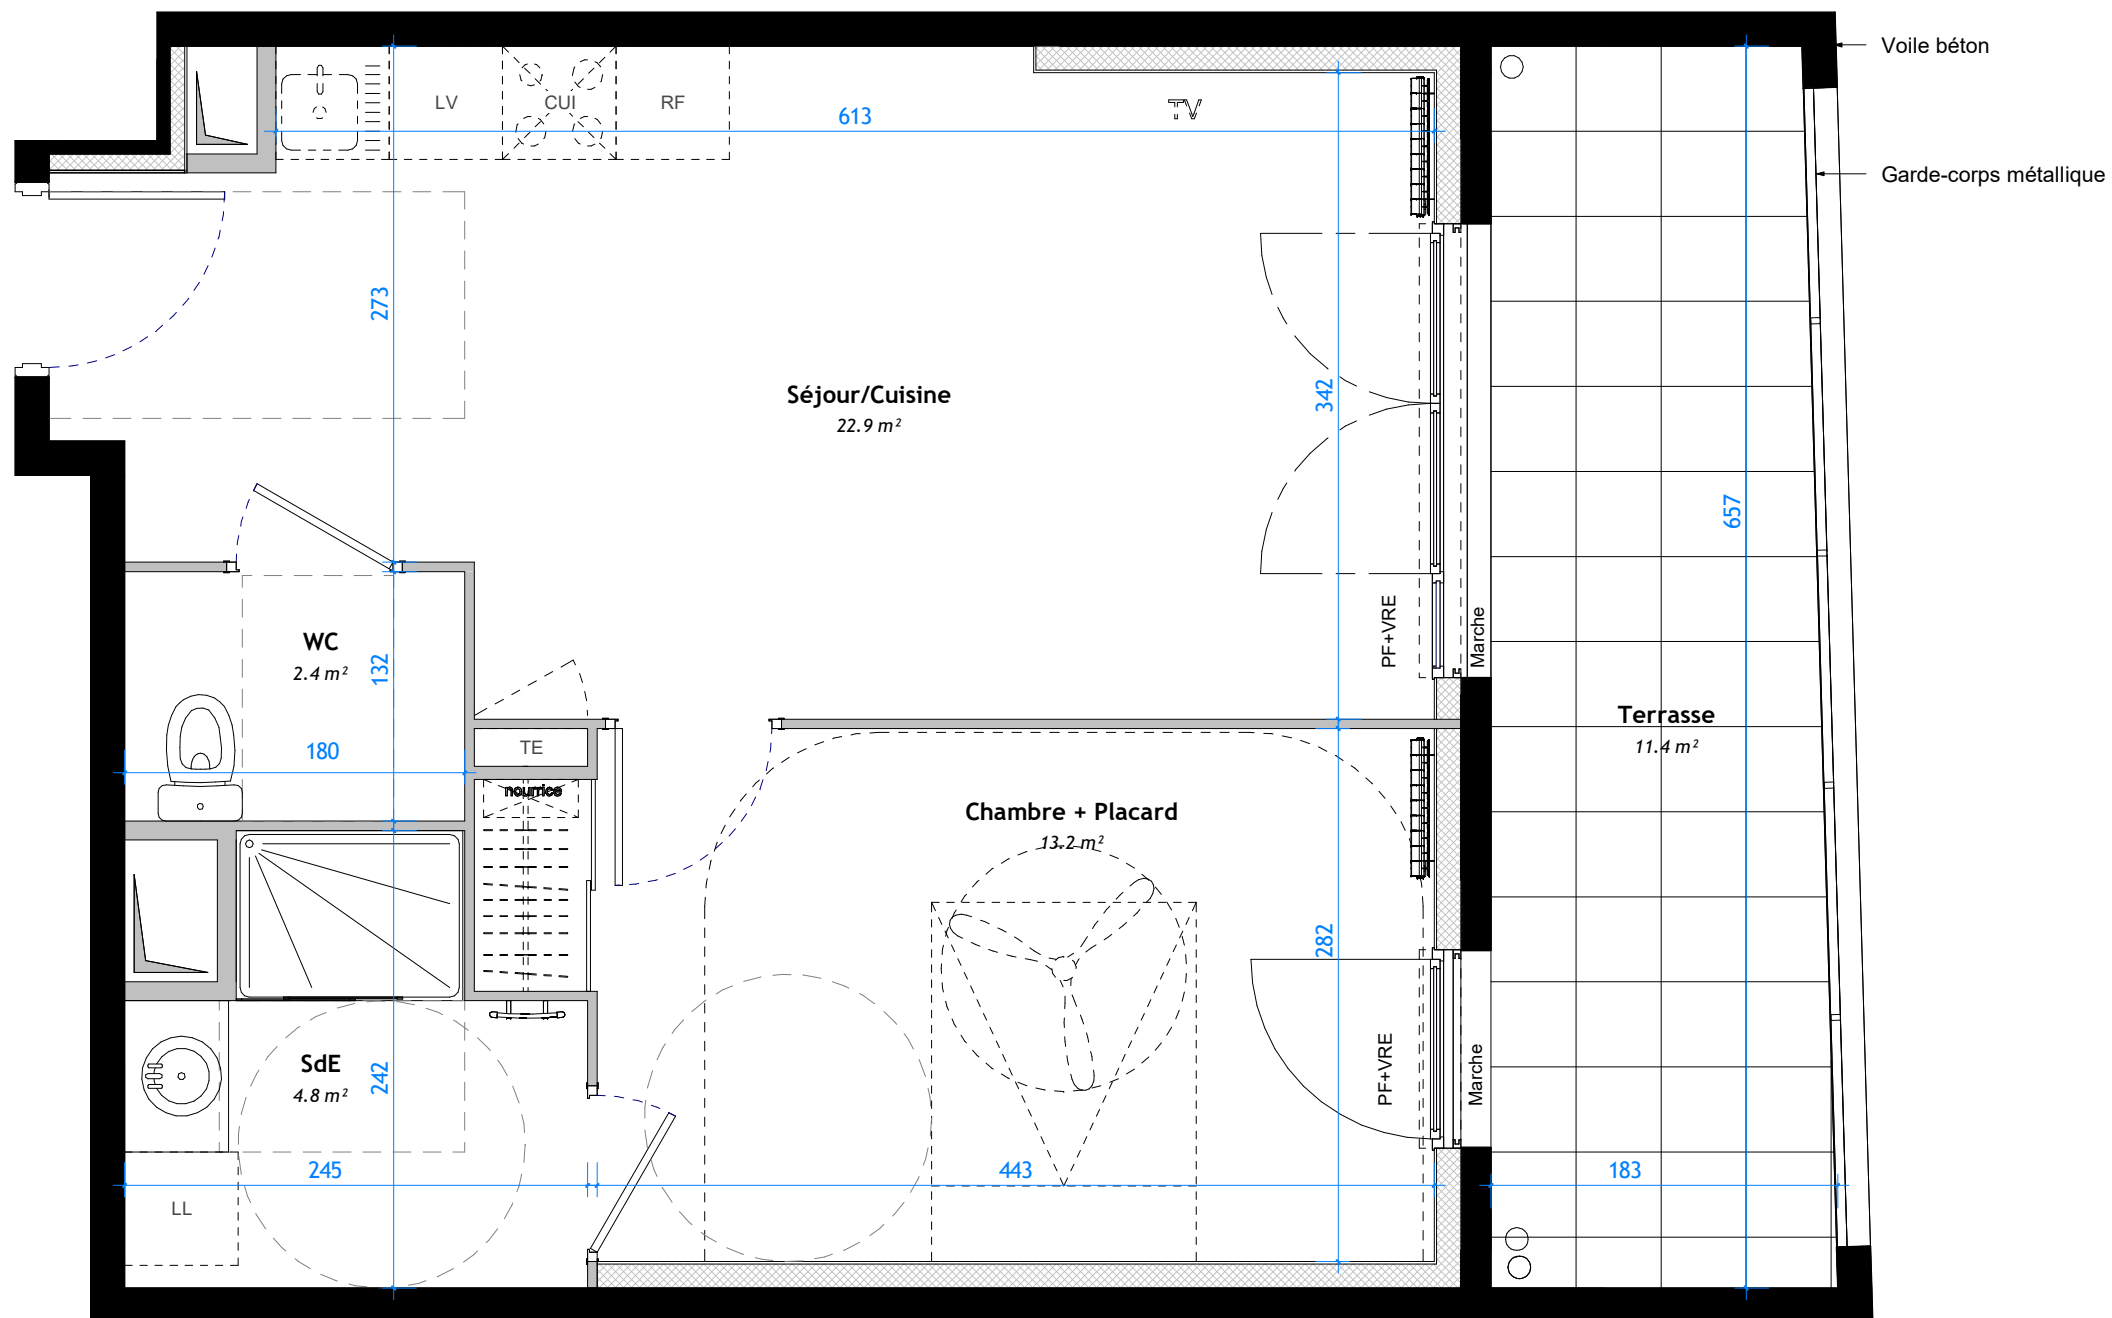 Voile béton
Garde-corps métallique
LV
CUI
RF
613
TV
273
Séjour/Cuisine
22.9 m²
342
657
PF+VRE
Marche
WC
2.4 m²
132
180
TE
nourrice
Terrasse
11.4 m²
Chambre + Placard
13.2 m²
282
SdE
4.8 m²
242
PF+VRE
Marche
245
443
183
LL